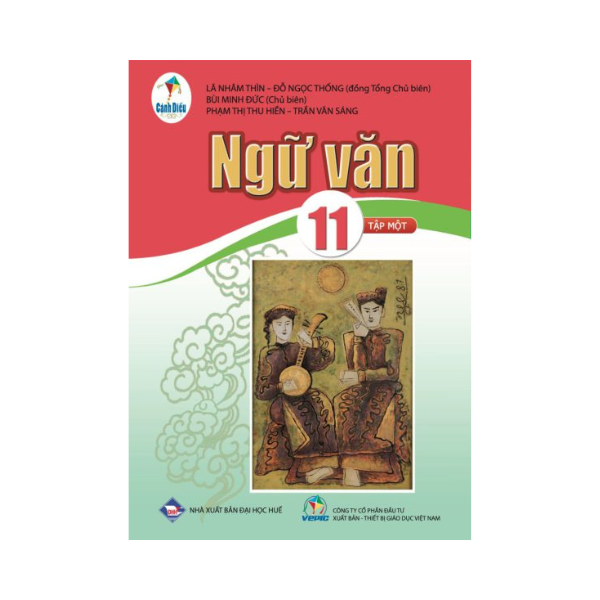 Cánh Diều
LÃ NHÂM THÌN – ĐỖ NGỌC THỐNG (đồng Tổng Chủ biên)
BÙI MINH ĐỨC (Chủ biên)
PHẠM THỊ THU HIỀN – TRẦN VĂN SÁNG
Ngữ văn
11
TẬP MỘT
NHÀ XUẤT BẢN ĐẠI HỌC HUẾ
VEPIC
CÔNG TY CỔ PHẦN ĐẦU TƯ
XUẤT BẢN - THIẾT BỊ GIÁO DỤC VIỆT NAM